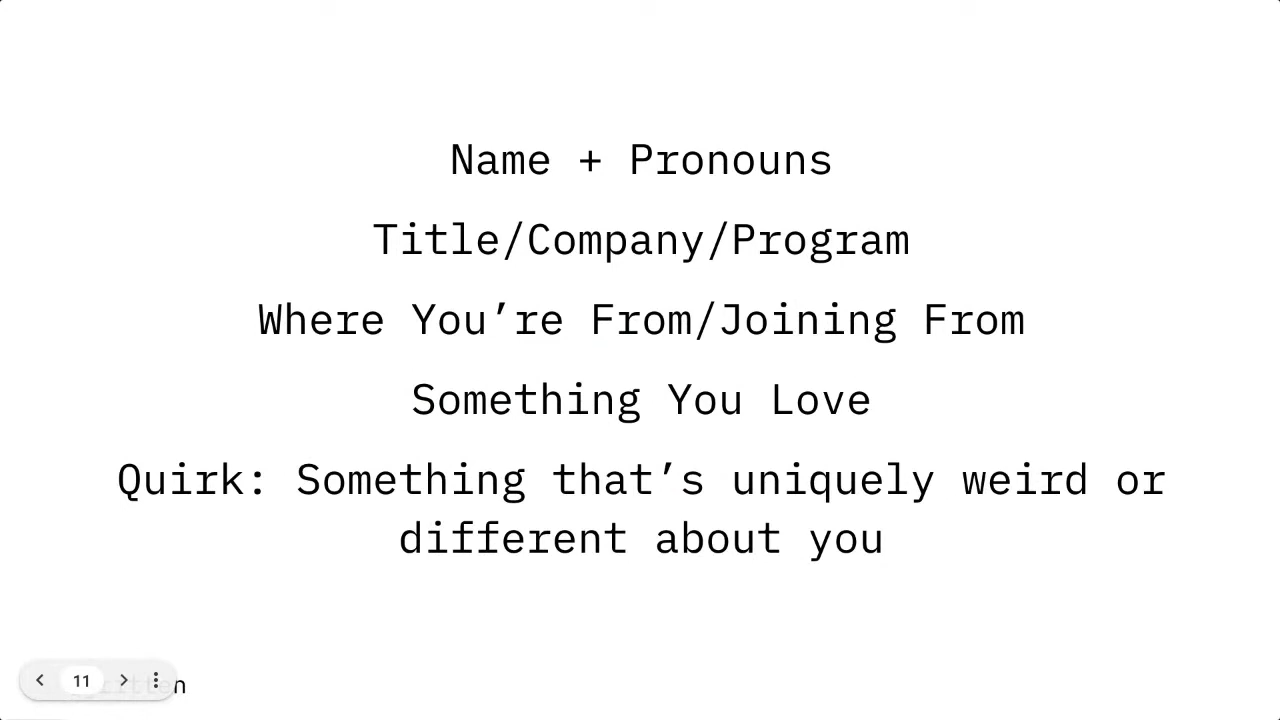 Name + Pronouns
Title/Company/Program
Where You’re From/Joining From
Something You Love
Quirk: Something that’s uniquely weird or
different about you
11